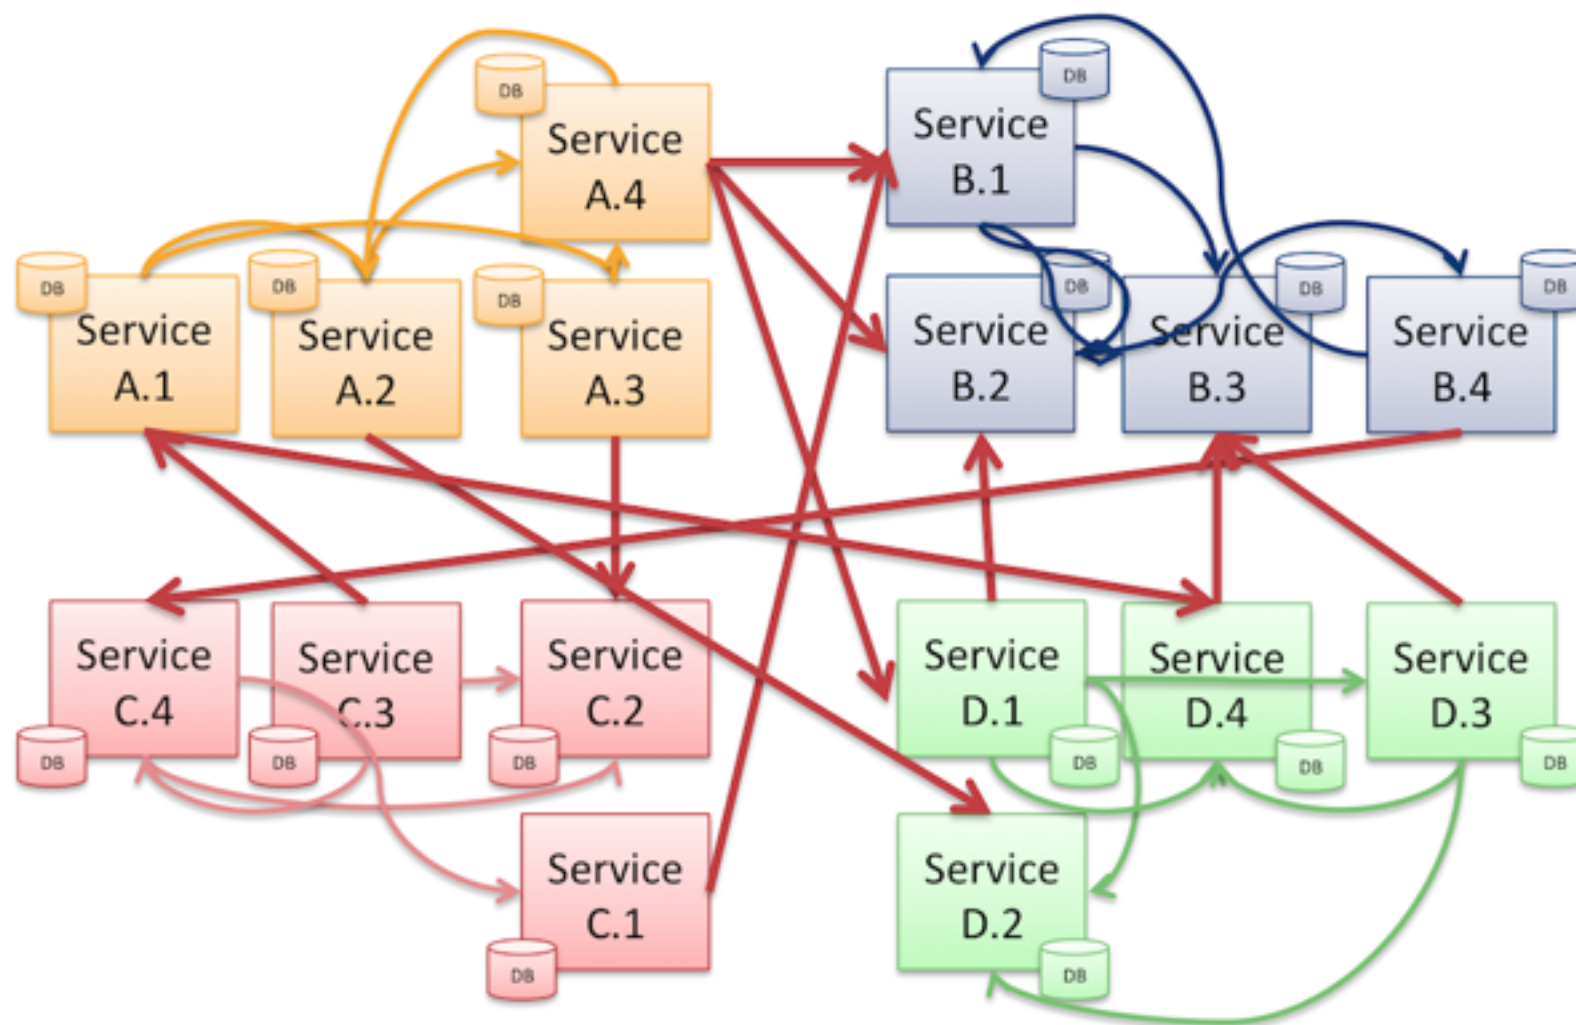 DB
Service
A.4
DB
Service
B.1
DB
Service
A.1
DB
Service
A.2
DB
Service
A.3
DB
Service
B.2
DB
Service
B.3
DB
Service
B.4
Service
C.4
DB
Service
C.3
DB
Service
C.2
DB
Service
D.1
DB
Service
D.4
DB
Service
D.3
DB
Service
C.1
DB
Service
D.2
DB